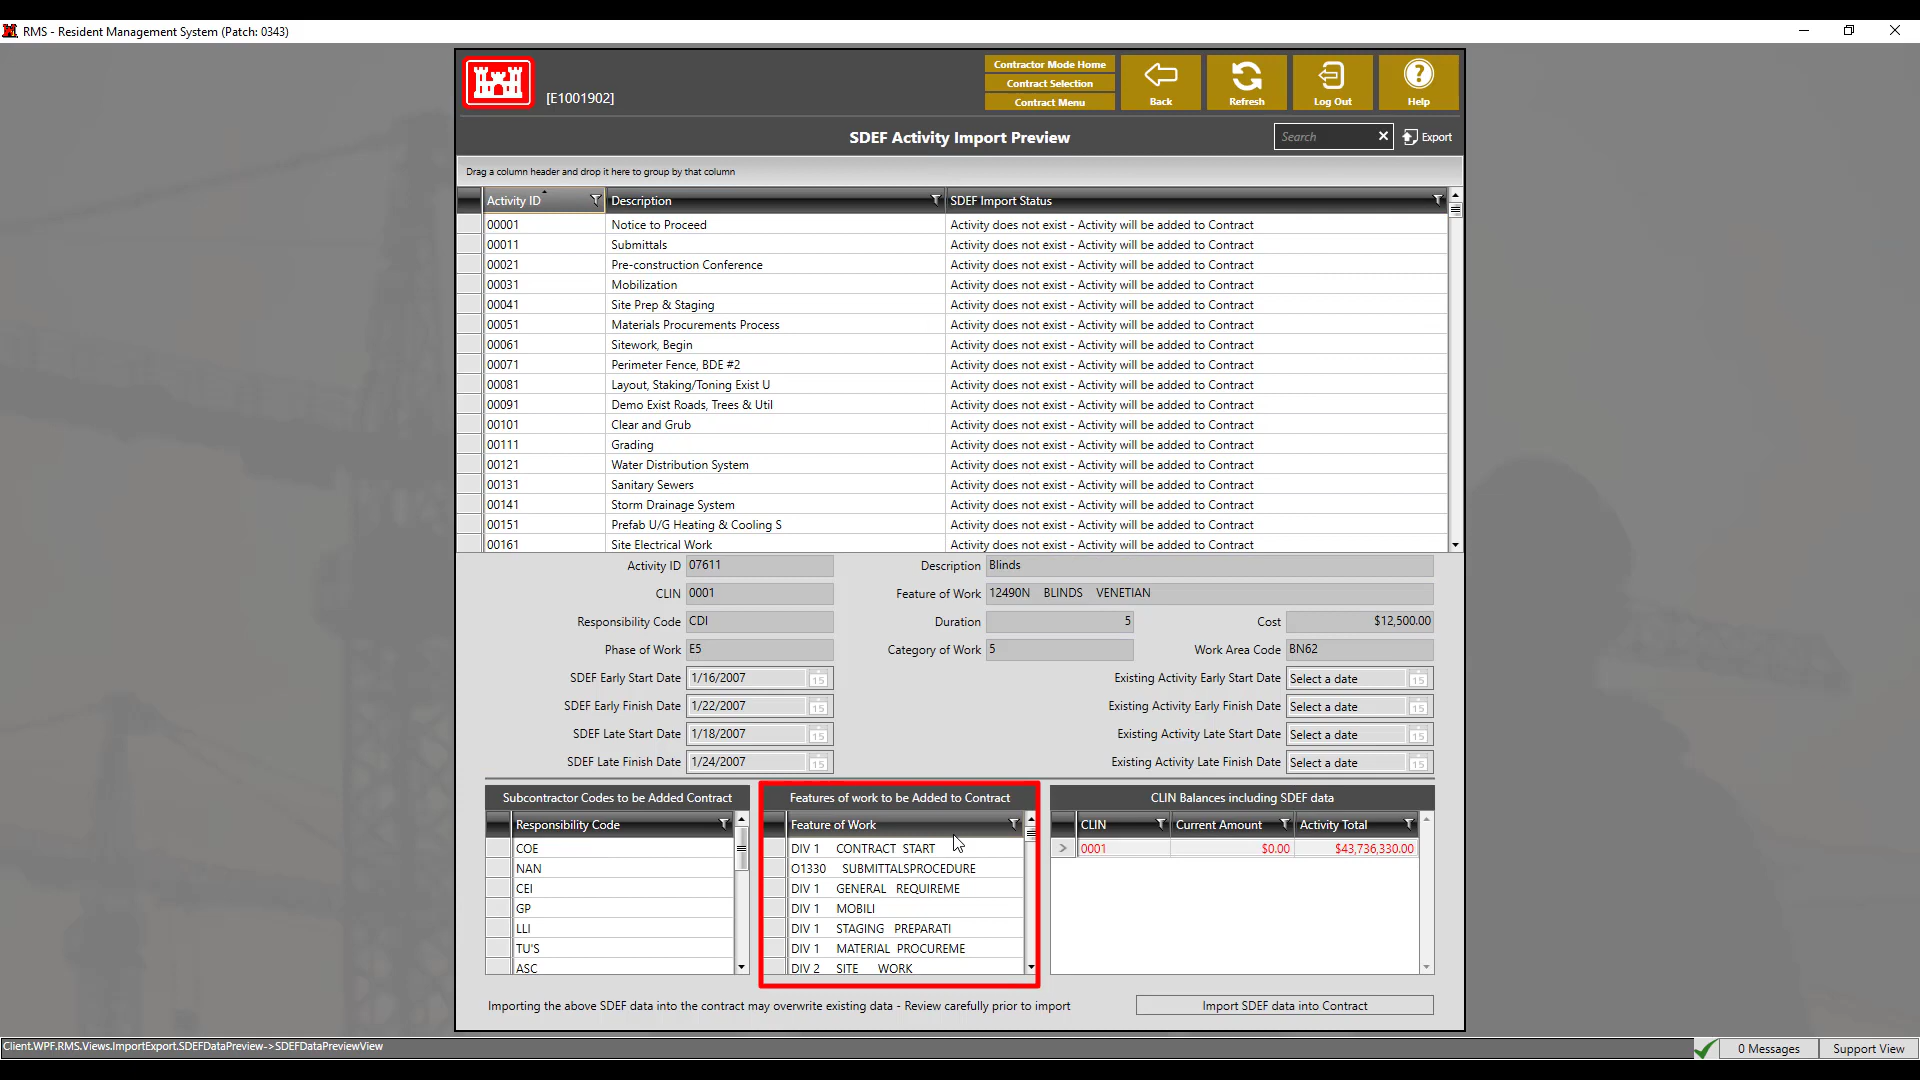 RMS - Resident Management System (Patch: 0343)
[E1001902]
Contractor Mode Home
Contract Selection
Contract Menu
Back
Refresh
Log Out
Help
SDEF Activity Import Preview
Search
Export
Drag a column header and drop it here to group by that column
Activity ID Description SDEF Import Status
00001 Notice to Proceed Activity does not exist - Activity will be added to Contract
00011 Submittals Activity does not exist - Activity will be added to Contract
00021 Pre-construction Conference Activity does not exist - Activity will be added to Contract
00031 Mobilization Activity does not exist - Activity will be added to Contract
00041 Site Prep & Staging Activity does not exist - Activity will be added to Contract
00051 Materials Procurements Process Activity does not exist - Activity will be added to Contract
00061 Sitework, Begin Activity does not exist - Activity will be added to Contract
00071 Perimeter Fence, BDE #2 Activity does not exist - Activity will be added to Contract
00081 Layout, Staking/Toning Exist U Activity does not exist - Activity will be added to Contract
00091 Demo Exist Roads, Trees & Util Activity does not exist - Activity will be added to Contract
00101 Clear and Grub Activity does not exist - Activity will be added to Contract
00111 Grading Activity does not exist - Activity will be added to Contract
00121 Water Distribution System Activity does not exist - Activity will be added to Contract
00131 Sanitary Sewers Activity does not exist - Activity will be added to Contract
00141 Storm Drainage System Activity does not exist - Activity will be added to Contract
00151 Prefab U/G Heating & Cooling S Activity does not exist - Activity will be added to Contract
00161 Site Electrical Work Activity does not exist - Activity will be added to Contract
Activity ID 07611 Description Blinds
CLIN 0001 Feature of Work 12490N BLINDS VENETIAN
Responsibility Code CDI Duration 5 Cost $12,500.00
Phase of Work E5 Category of Work 5 Work Area Code BN62
SDEF Early Start Date 1/16/2007 15 Existing Activity Early Start Date Select a date 15
SDEF Early Finish Date 1/22/2007 15 Existing Activity Early Finish Date Select a date 15
SDEF Late Start Date 1/18/2007 15 Existing Activity Late Start Date Select a date 15
SDEF Late Finish Date 1/24/2007 15 Existing Activity Late Finish Date Select a date 15
Subcontractor Codes to be Added Contract
Responsibility Code
COE
NAN
CEI
GP
LLI
TU'S
ASC
Features of work to be Added to Contract
Feature of Work
DIV 1 CONTRACT START
O1330 SUBMITTALSPROCEDURE
DIV 1 GENERAL REQUIREME
DIV 1 MOBILI
DIV 1 STAGING PREPARATI
DIV 1 MATERIAL PROCUREME
DIV 2 SITE WORK
CLIN Balances including SDEF data
CLIN Current Amount Activity Total
0001 $0.00 $43,736,330.00
Importing the above SDEF data into the contract may overwrite existing data - Review carefully prior to import
Import SDEF data into Contract
Client.WPF.RMS.Views.ImportExport.SDEFDataPreview->SDEFDataPreviewView
0 Messages
Support View